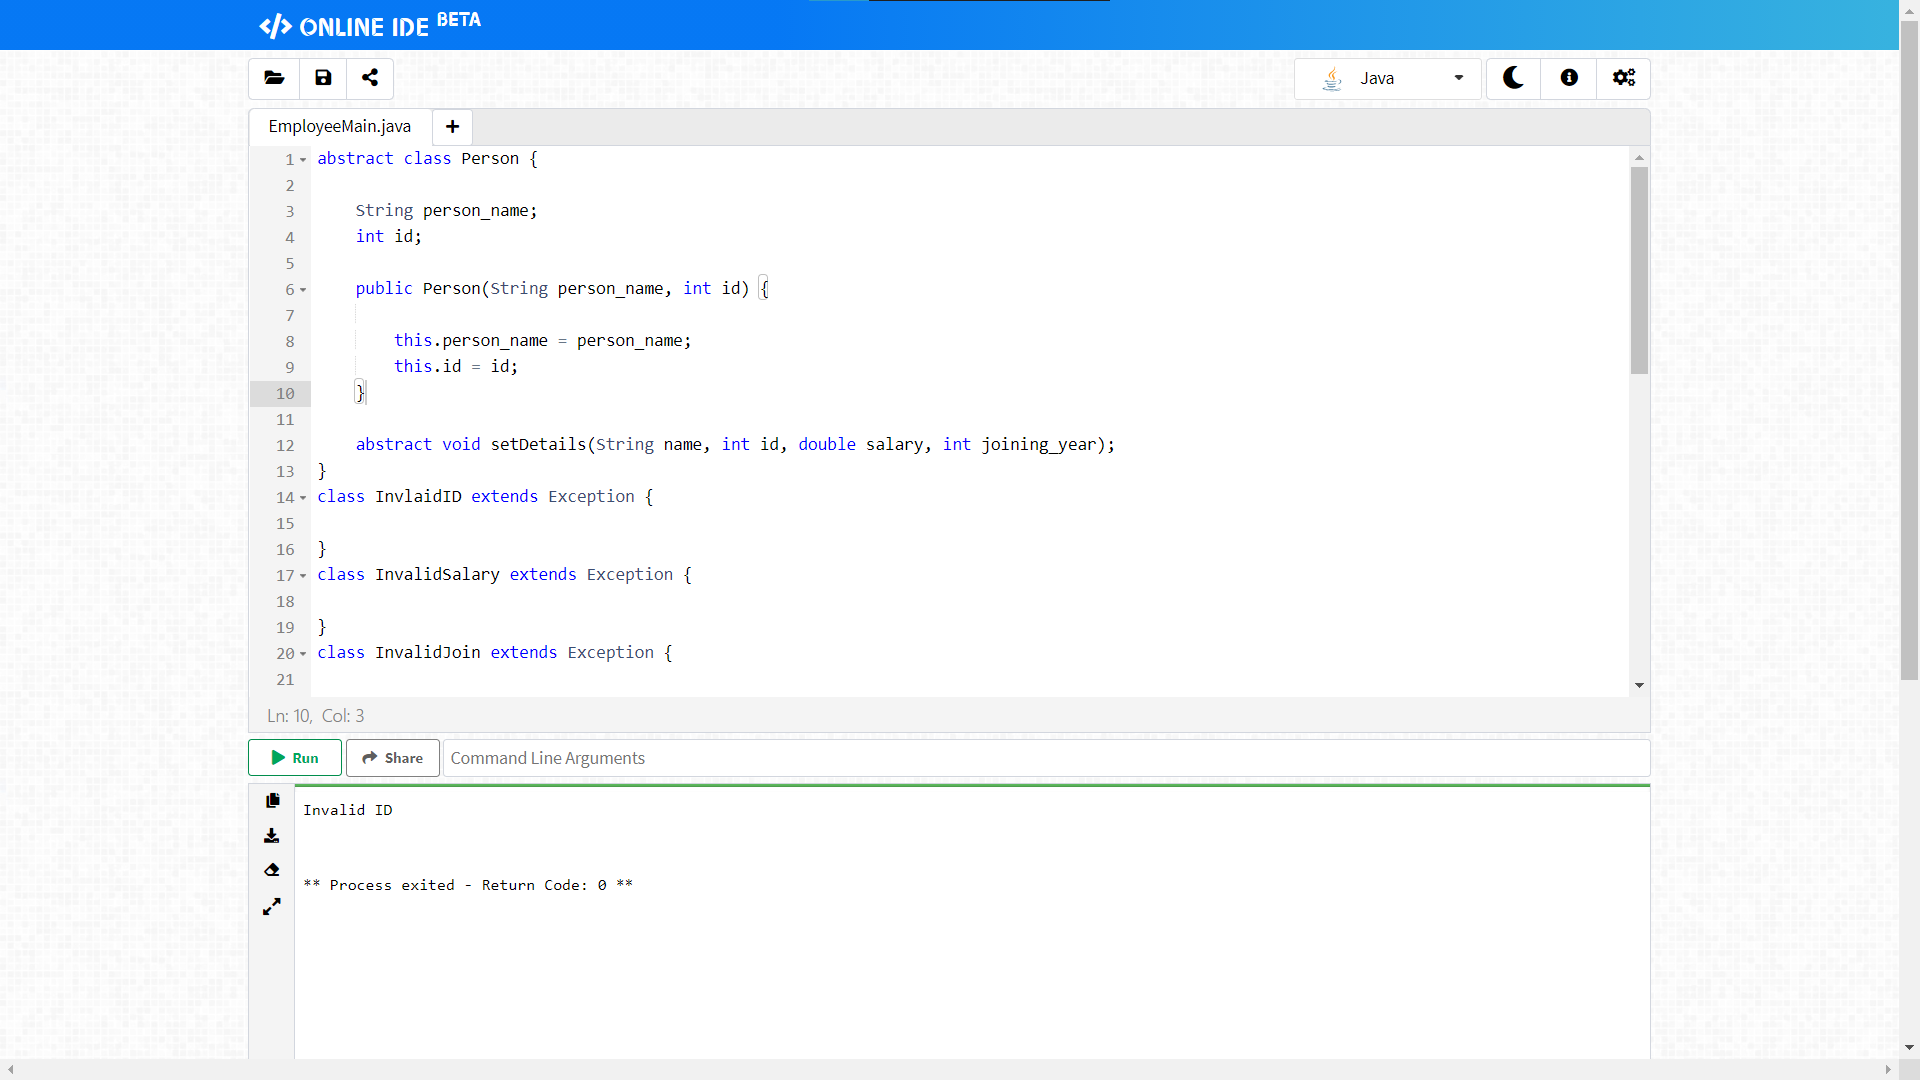 </> ONLINE IDE BETA
Java
EmployeeMain.java
1 abstract class Person {
2
3 String person_name;
4 int id;
5
6 public Person(String person_name, int id) {
7
8 this.person_name = person_name;
9 this.id = id;
10 }
11
12 abstract void setDetails(String name, int id, double salary, int joining_year);
13 }
14 class InvlaidID extends Exception {
15
16 }
17 class InvalidSalary extends Exception {
18
19 }
20 class InvalidJoin extends Exception {
21
Ln: 10, Col: 3
Run Share Command Line Arguments
Invalid ID
** Process exited - Return Code: 0 **